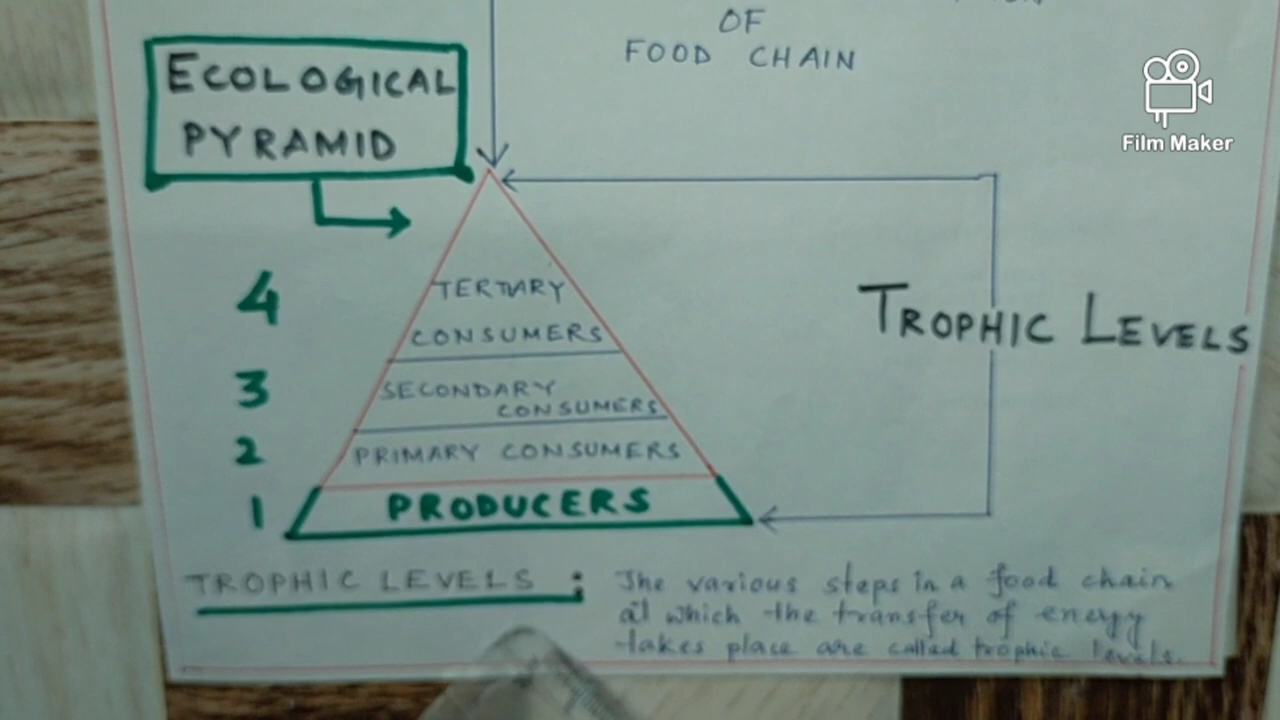 OF
FOOD CHAIN
ECOLOGICAL
PYRAMID
Film Maker
4
TERTIARY
CONSUMERS
3
SECONDARY
CONSUMERS
2
PRIMARY CONSUMERS
1
PRODUCERS
TROPHIC LEVELS
TROPHIC LEVELS :
The various steps in a food chain
at which the transfer of energy
takes place are called trophic levels.